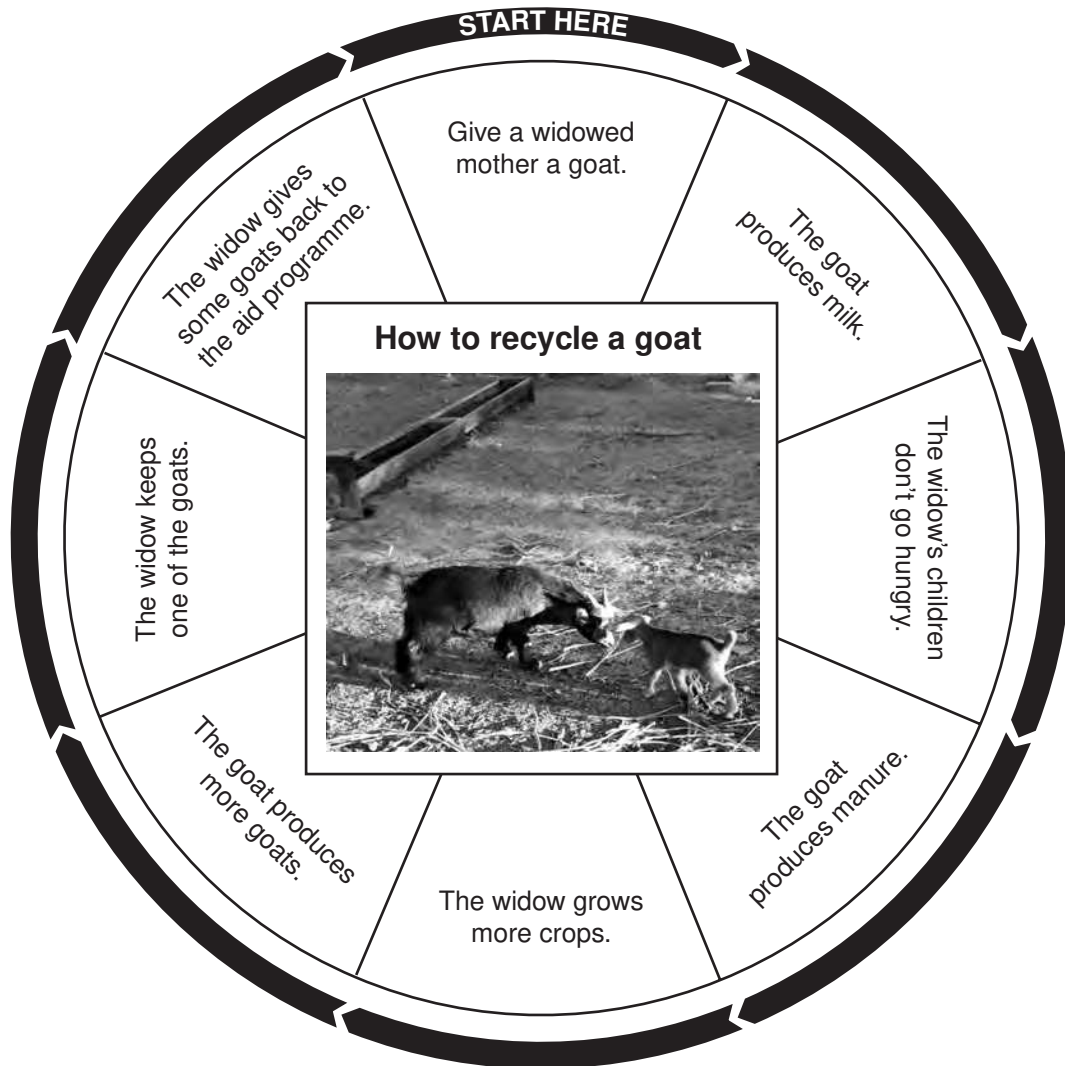 START HERE
Give a widowed
mother a goat.
The goat
produces milk.
The widow's children
don't go hungry.
The goat
produces manure.
The widow grows
more crops.
The goat produces
more goats.
The widow keeps
one of the goats.
The widow gives
some goats back to
the aid programme.
How to recycle a goat